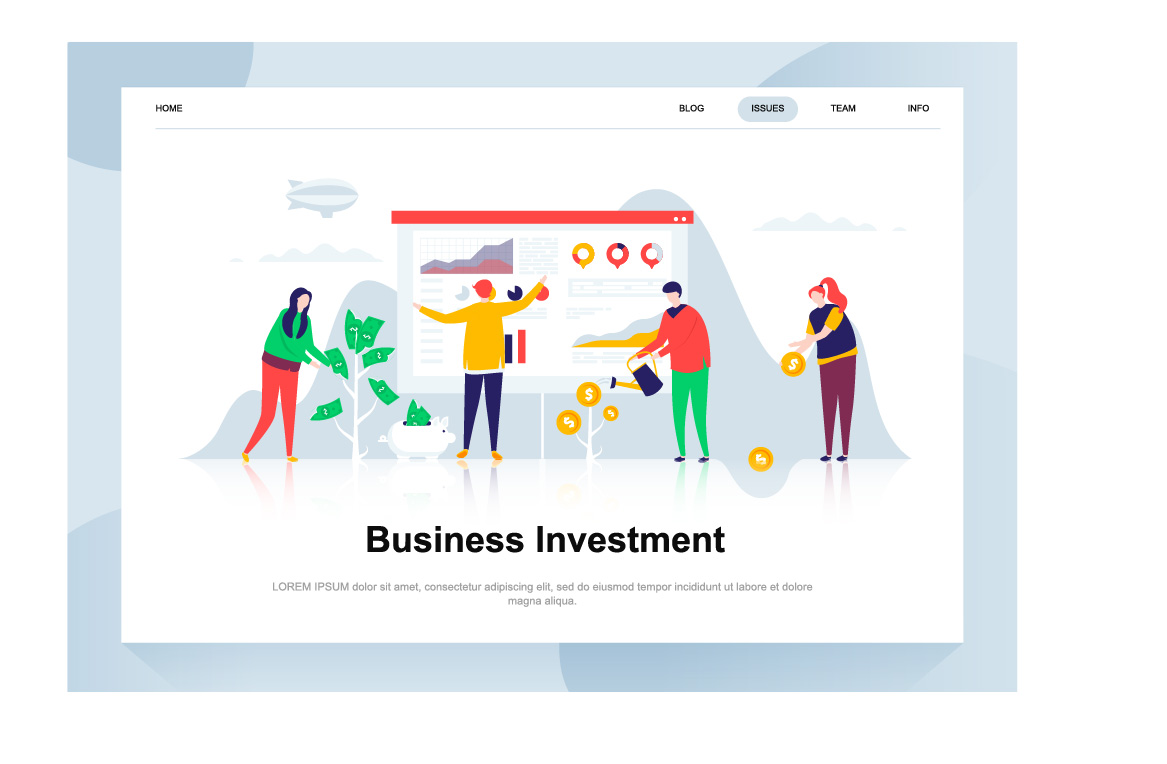 HOME
BLOG
ISSUES
TEAM
INFO
Business Investment
LOREM IPSUM dolor sit amet, consectetur adipiscing elit, sed do eiusmod tempor incididunt ut labore et dolore
magna aliqua.